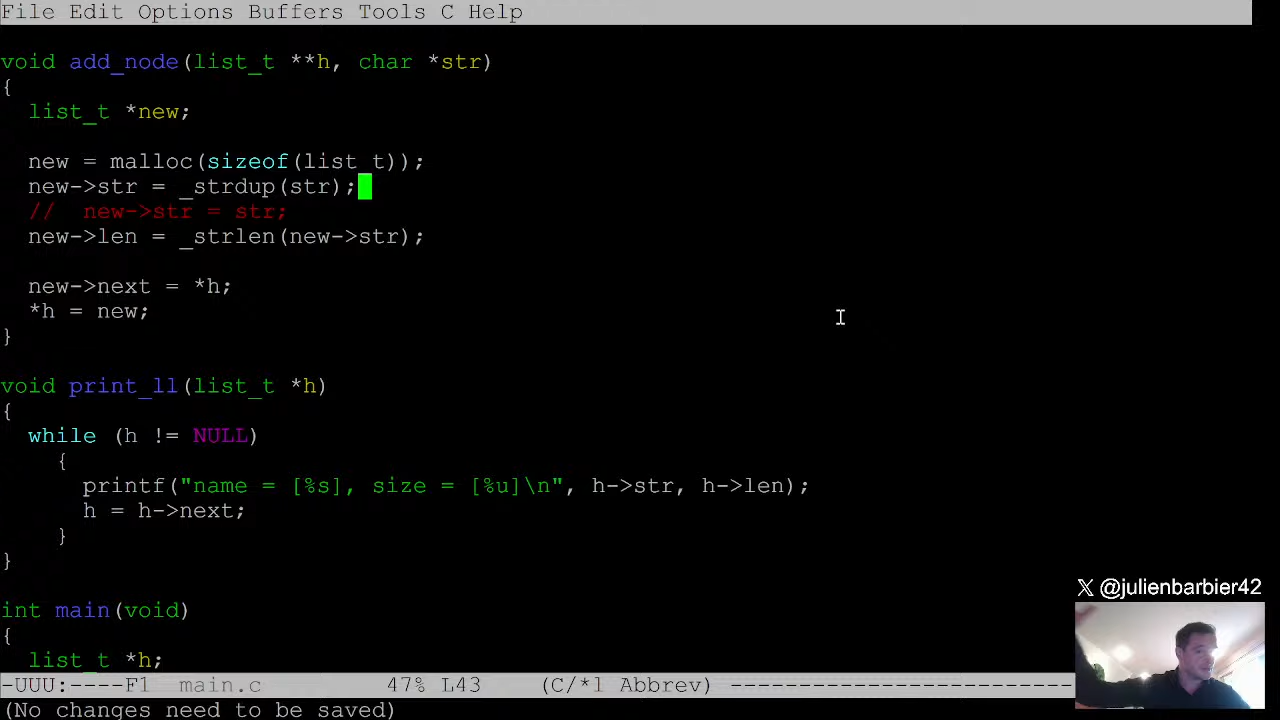 File Edit Options Buffers Tools C Help
void add_node(list_t **h, char *str)
{
list_t *new;
new = malloc(sizeof(list_t));
new->str = _strdup(str);
//  new->str = str;
new->len = _strlen(new->str);
new->next = *h;
*h = new;
}
void print_ll(list_t *h)
{
while (h != NULL)
{
printf("name = [%s], size = [%u]\n", h->str, h->len);
h = h->next;
}
}
int main(void)
{
list_t *h;
X @julienbarbier42
-UUU:----F1  main.c         47% L43    (C/*l Abbrev) -------------------------
(No changes need to be saved)